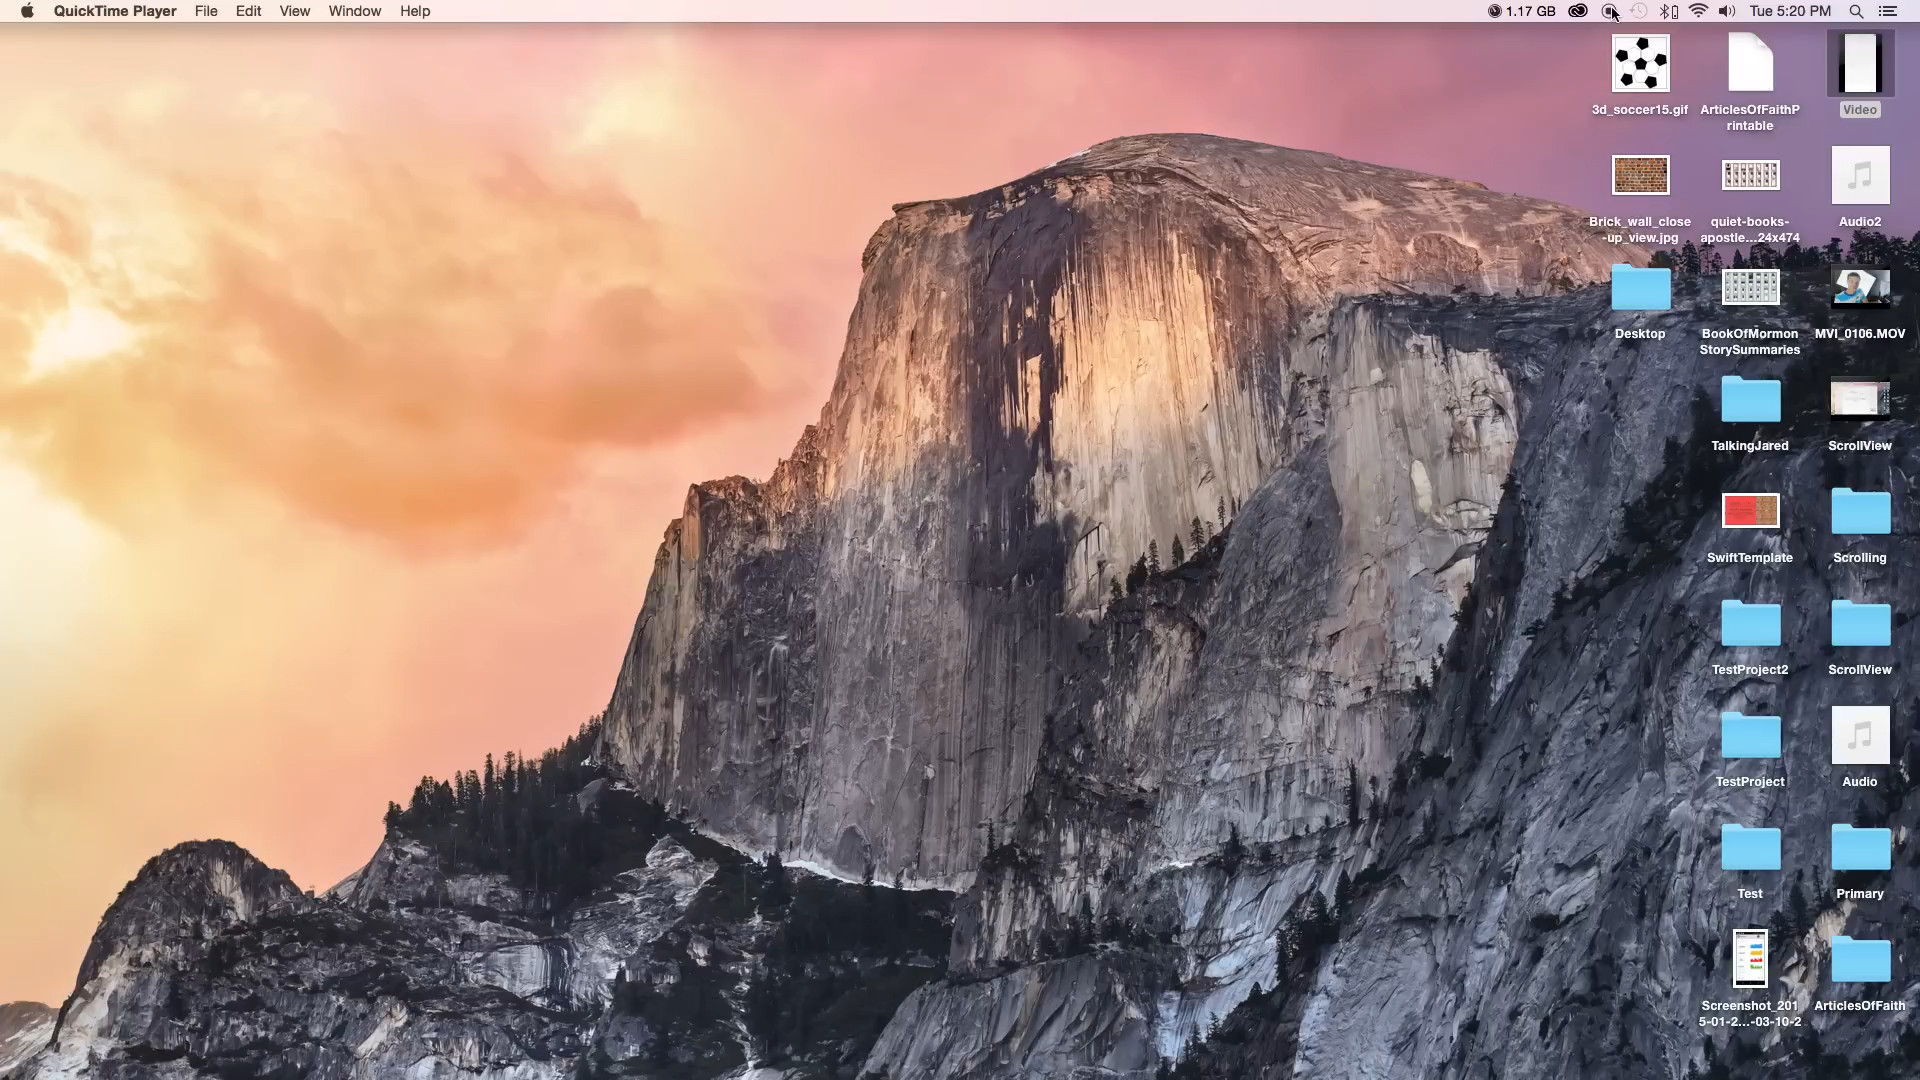 QuickTime Player File Edit View Window Help 1.17 GB Tue 5:20 PM
3d_soccer15.gif
ArticlesOfFaithP
rintable
Video
Brick_wall_close
-up_view.jpg
quiet-books-
apostle...24x474
Audio2
Desktop
BookOfMormon
StorySummaries
MVI_0106.MOV
TalkingJared
ScrollView
SwiftTemplate
Scrolling
TestProject2
ScrollView
TestProject
Audio
Test
Primary
Screenshot_201
5-01-2...-03-10-2
ArticlesOfFaith